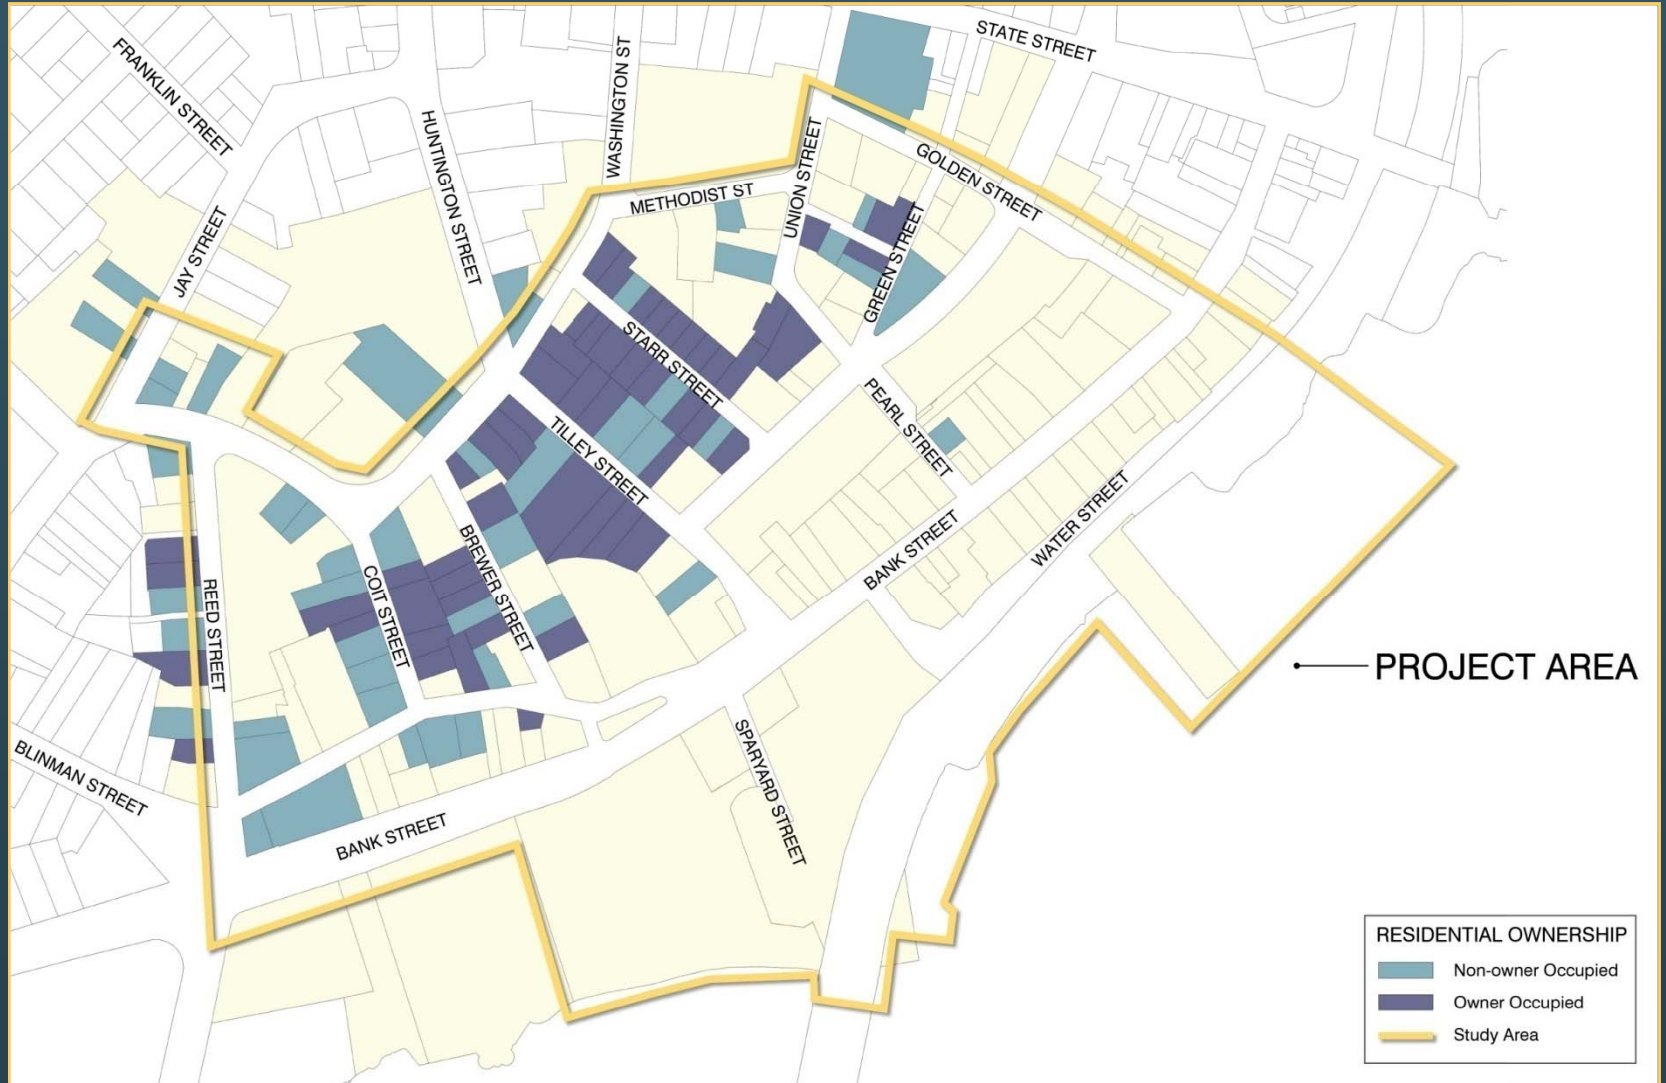 STATE STREET
FRANKLIN STREET
WASHINGTON ST
HUNTINGTON STREET
UNION STREET
GOLDEN STREET
METHODIST ST
JAY STREET
GREEN STREET
STARR STREET
PEARL STREET
TILLEY STREET
WATER STREET
BANK STREET
BREWER STREET
COIT STREET
REED STREET
PROJECT AREA
SPARYARD STREET
BLINMAN STREET
BANK STREET
RESIDENTIAL OWNERSHIP
Non-owner Occupied
Owner Occupied
Study Area